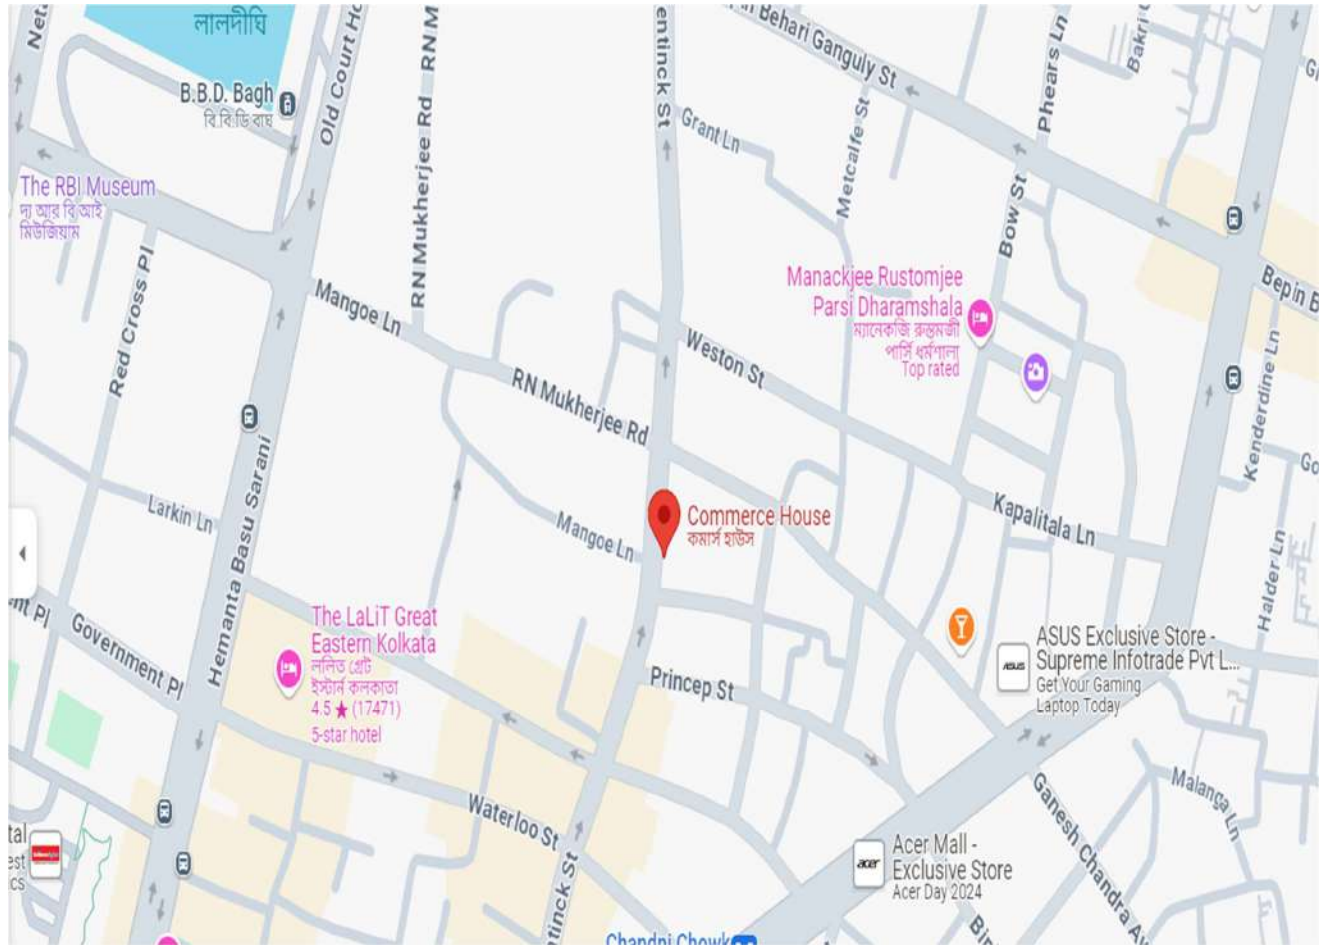 লালদীঘি
B.B.D. Bagh
বি.বি.ডি বাঘ
Old Court
RN Mukherjee Rd
RN M
Grant Ln
Behari Ganguly St
Metcalfe St
Phears Ln
Bow St
Bepin B
The RBI Museum
দ্য আর বি আই
মিউজিয়াম
Red Cross Pl
Mangoe Ln
RN Mukherjee Rd
Weston St
Manackjee Rustomjee
Parsi Dharamshala
ম্যানেকজি রুস্তমজী
পার্সি ধর্মশালা
Top rated
Kenderdine Ln
Larkin Ln
Hemanta Basu Sarani
Mangoe Ln
Commerce House
কমার্স হাউস
Kapalitala Ln
Halder Ln
Government Pl
The LaLiT Great
Eastern Kolkata
ললিত গ্রেট
ইস্টার্ন কলকাতা
4.5 ★ (17471)
5-star hotel
Princep St
ASUS Exclusive Store -
Supreme Infotrade Pvt L...
Get Your Gaming
Laptop Today
Waterloo St
Malanga Ln
Ganesh Chandra Av
acer
Acer Mall -
Exclusive Store
Acer Day 2024
Chandni Chowk